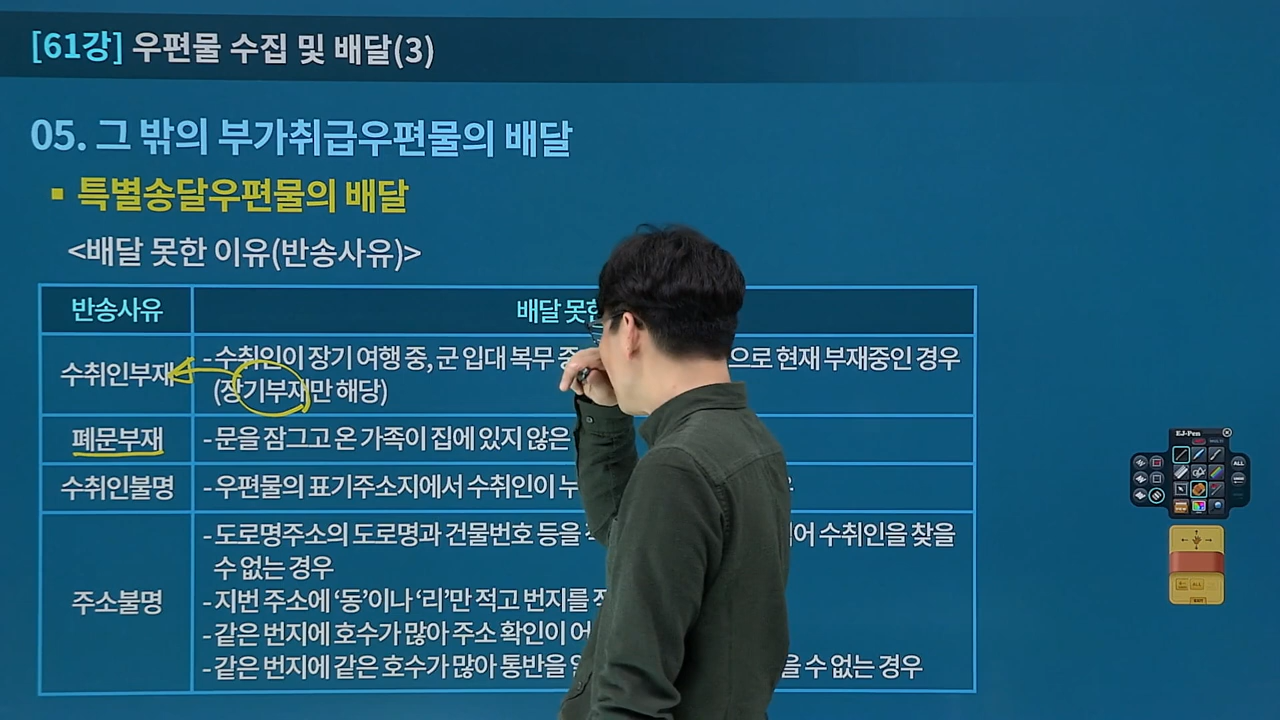 [61강] 우편물 수집 및 배달(3)
05. 그 밖의 부가취급우편물의 배달
▪ 특별송달우편물의 배달
<배달 못한 이유(반송사유)>
반송사유
배달 못한
수취인부재
- 수취인이 장기 여행 중, 군 입대 복무 중 으로 현재 부재중인 경우
(장기부재만 해당)
폐문부재
- 문을 잠그고 온 가족이 집에 있지 않은
수취인불명
- 우편물의 표기주소지에서 수취인이
주소불명
- 도로명주소의 도로명과 건물번호 등을 수취인을 찾을
수 없는 경우
- 지번 주소에 '동'이나 '리'만 적고 번지를
- 같은 번지에 호수가 많아 주소 확인이
- 같은 번지에 같은 호수가 많아 통반을 수 없는 경우
EJ-Pen
ALL